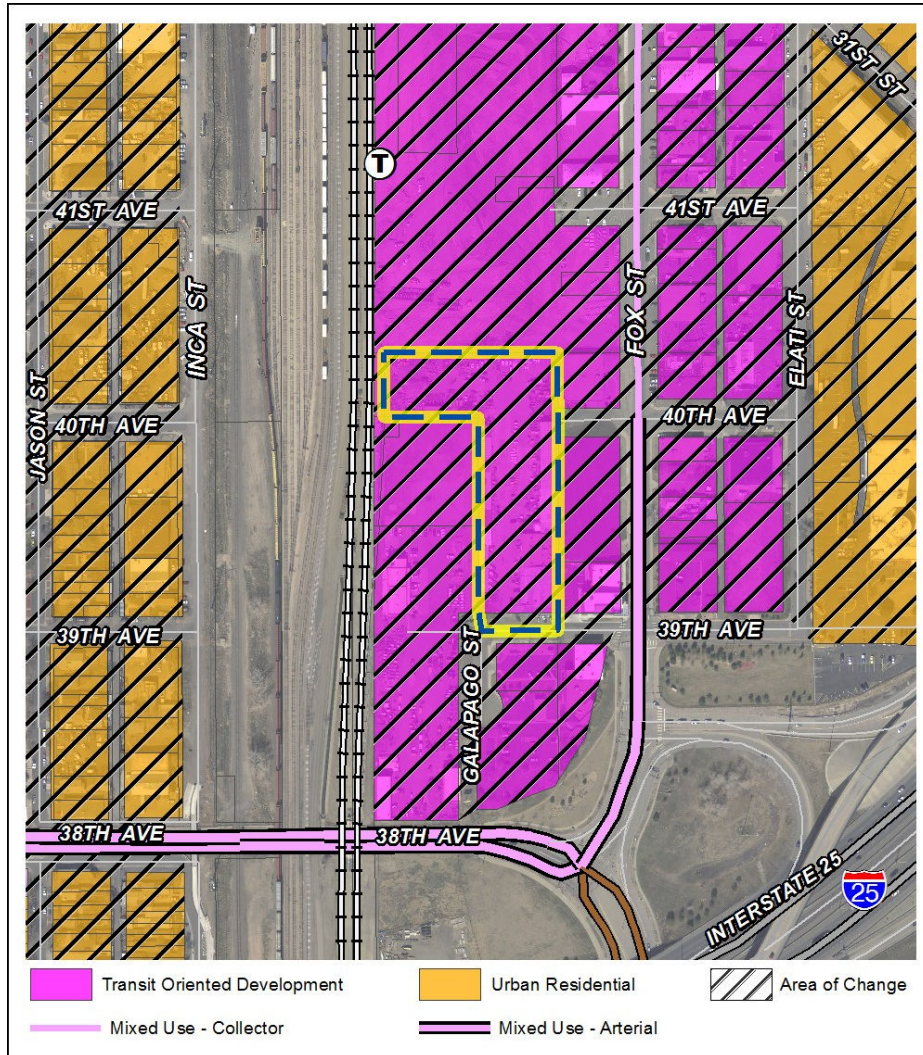 31ST ST
T
41ST AVE
41ST AVE
INCA ST
FOX ST
ELATI ST
JASON ST
40TH AVE
40TH AVE
39TH AVE
39TH AVE
GALAPAGO ST
38TH AVE
38TH AVE
INTERSTATE 25
25
Transit Oriented Development
Urban Residential
Area of Change
Mixed Use - Collector
Mixed Use - Arterial